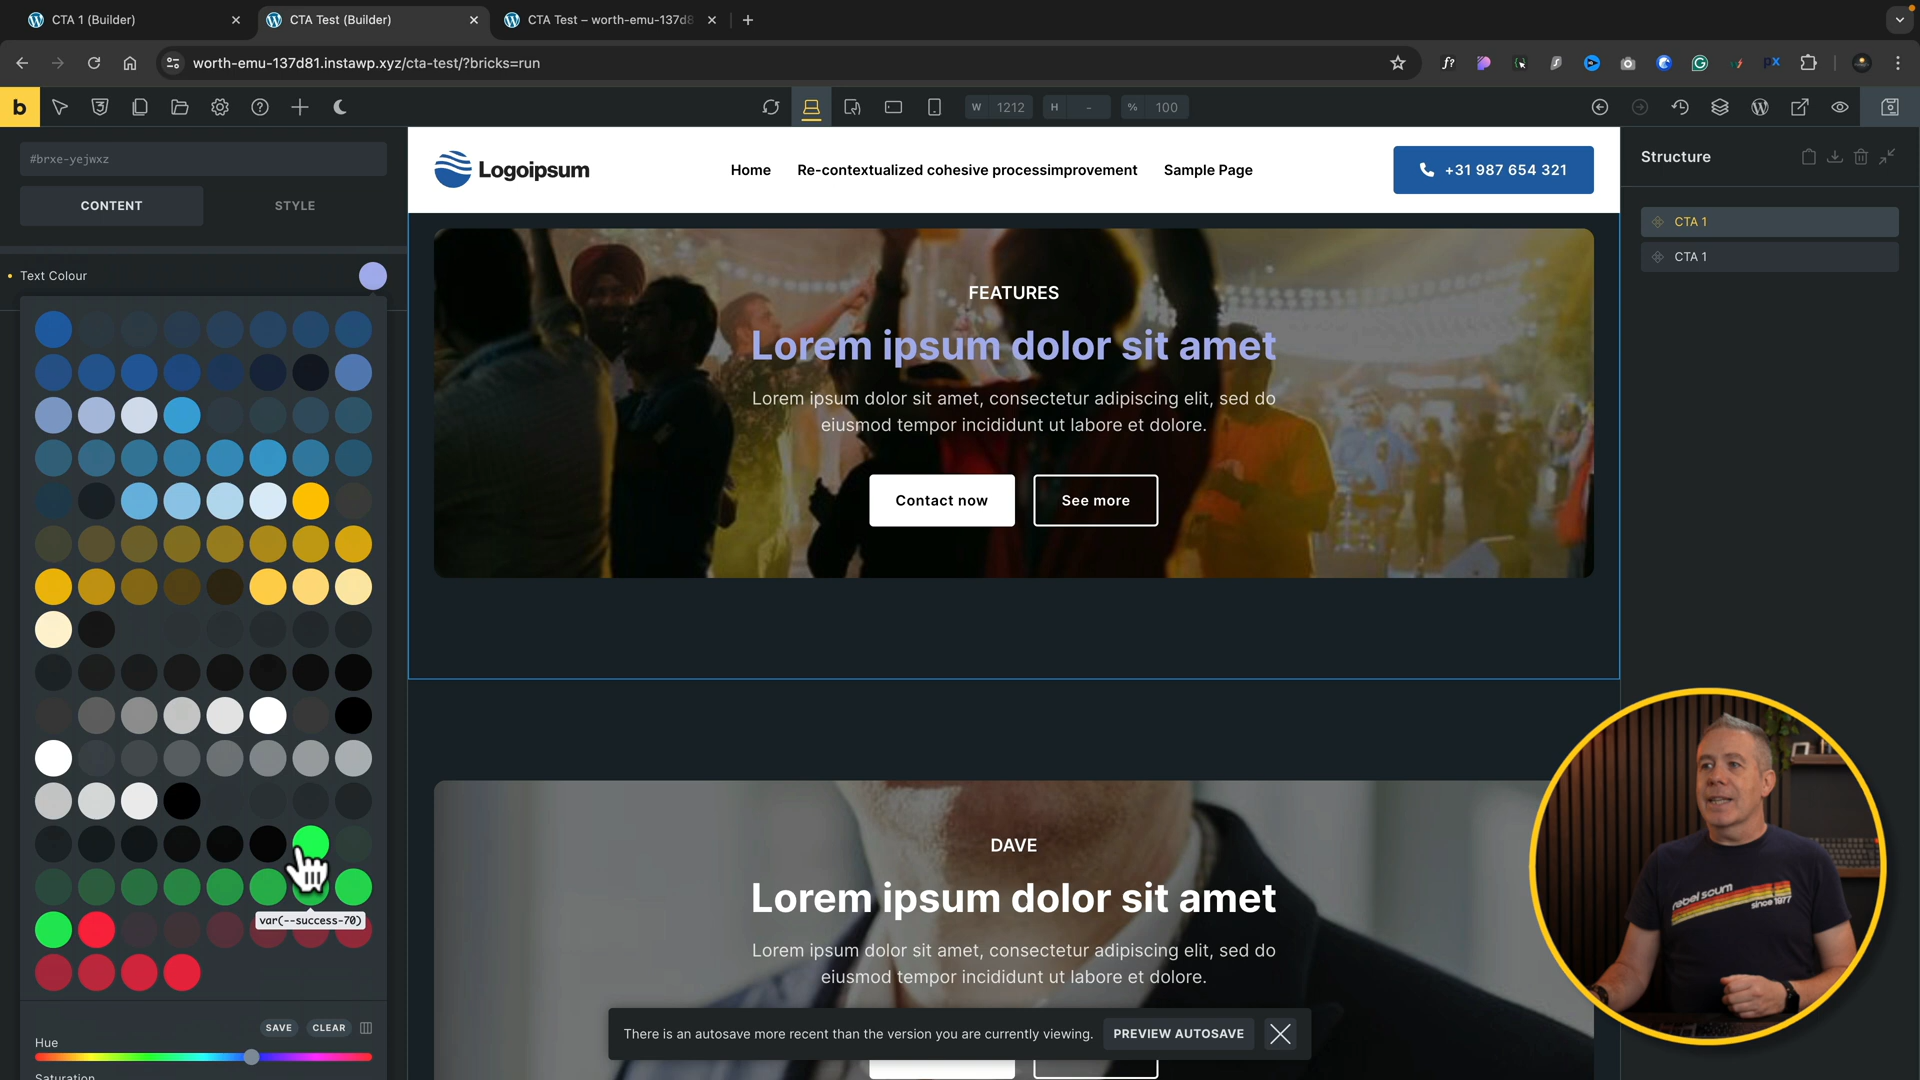 CTA 1 (Builder)
CTA Test (Builder)
CTA Test – worth-emu-137d8
worth-emu-137d81.instawp.xyz/cta-test/?bricks=run
b
W 1212
H -
% 100
#brxe-yejwxz
CONTENT
STYLE
Text Colour
var(--success-70)
SAVE
CLEAR
Hue
Saturation
Logoipsum
Home
Re-contextualized cohesive processimprovement
Sample Page
+31 987 654 321
FEATURES
Lorem ipsum dolor sit amet
Lorem ipsum dolor sit amet, consectetur adipiscing elit, sed do
eiusmod tempor incididunt ut labore et dolore.
Contact now
See more
DAVE
Lorem ipsum dolor sit amet
Lorem ipsum dolor sit amet, consectetur adipiscing elit, sed do
eiusmod tempor incididunt ut labore et dolore.
There is an autosave more recent than the version you are currently viewing.
PREVIEW AUTOSAVE
Structure
CTA 1
CTA 1
rebel scum
since 1977